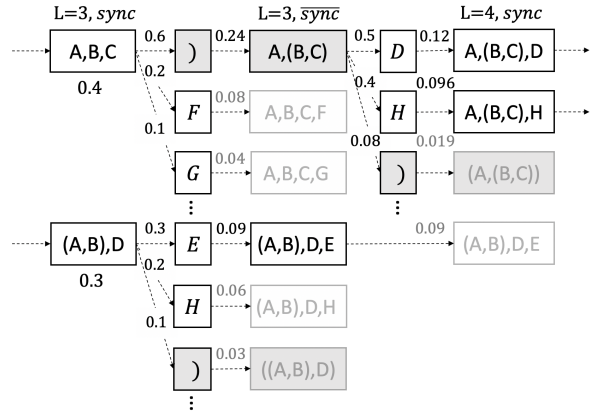 L=3, sync L=3, sync L=4, sync
A,B,C 0.6 ) 0.24 A,(B,C) 0.5 D 0.12 A,(B,C),D
0.4 0.2 F 0.08 A,B,C,F 0.4 H 0.096 A,(B,C),H
0.1 G 0.04 A,B,C,G 0.08 ) 0.019 (A,(B,C))
⋮ ⋮
(A,B),D 0.3 E 0.09 (A,B),D,E 0.09 (A,B),D,E
0.3 0.2 H 0.06 (A,B),D,H
0.1 ) 0.03 ((A,B),D)
⋮